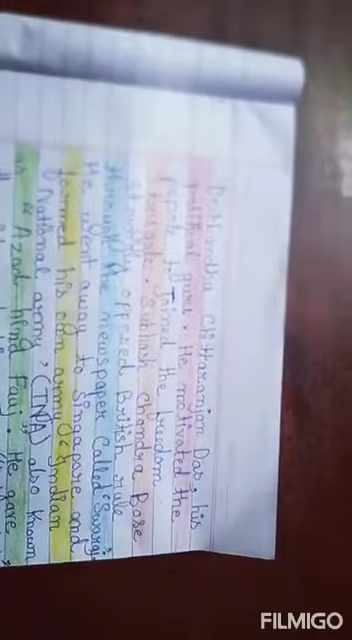 Deshbandhu Chittaranjan Das, his
political guru. He motivated the
people to Joined the freedom
struggle. Subhash Chandra Bose
strongly opposed British rule
through the newspaper called "Swaraj
He went away to Singapore and
formed his own army. Indian
National army, (INA) also known
as "Azad hind Fauj". He gave
FILMIGO